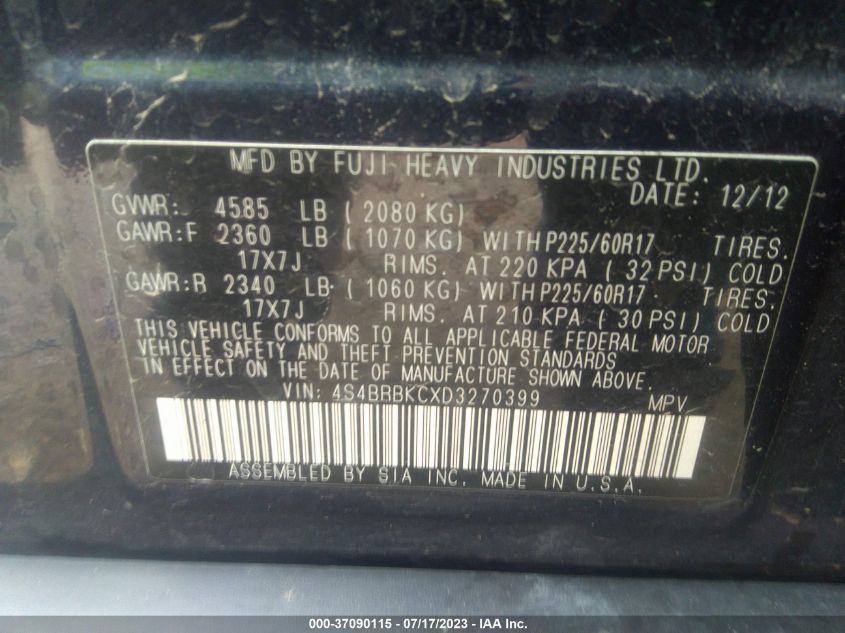 MFD BY FUJI HEAVY INDUSTRIES LTD.
DATE: 12/12
GVWR: 4585 LB ( 2080 KG)
GAWR:F 2360 LB ( 1070 KG) WITH P225/60R17 TIRES.
17X7J RIMS. AT 220 KPA ( 32 PSI) COLD
GAWR:R 2340 LB ( 1060 KG) WITH P225/60R17 TIRES.
17X7J RIMS. AT 210 KPA ( 30 PSI) COLD
THIS VEHICLE CONFORMS TO ALL APPLICABLE FEDERAL MOTOR
VEHICLE SAFETY AND THEFT PREVENTION STANDARDS
IN EFFECT ON THE DATE OF MANUFACTURE SHOWN ABOVE.
VIN: 4S4BRBKCXD3270399 MPV
ASSEMBLED BY SIA INC. MADE IN U.S.A.
000-37090115 - 07/17/2023 - IAAI.COM